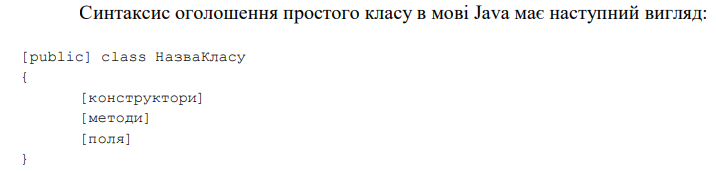 Синтаксис оголошення простого класу в мові Java має наступний вигляд:
[public] class НазваКласу
{
[конструктори]
[методи]
[поля]
}